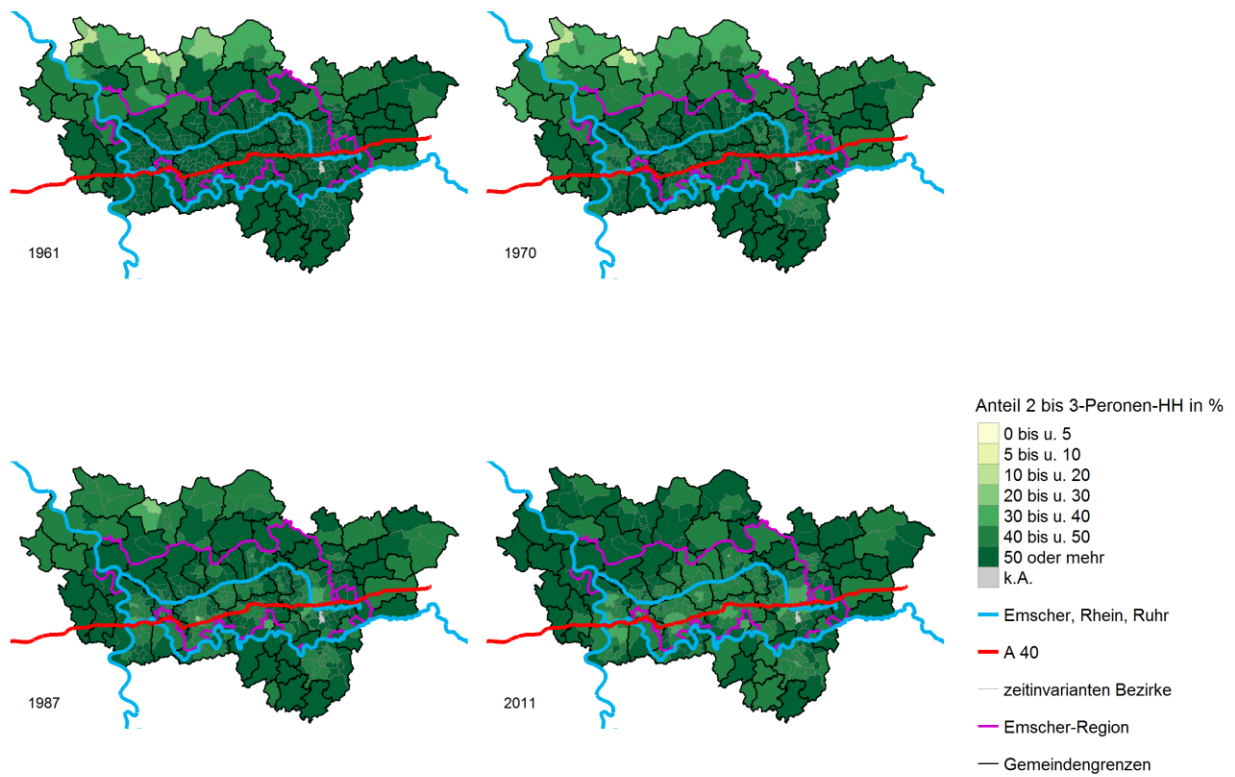 1961
1970
1987
2011
Anteil 2 bis 3-Peronen-HH in %
0 bis u. 5
5 bis u. 10
10 bis u. 20
20 bis u. 30
30 bis u. 40
40 bis u. 50
50 oder mehr
k.A.
Emscher, Rhein, Ruhr
A 40
zeitinvarianten Bezirke
Emscher-Region
Gemeindengrenzen